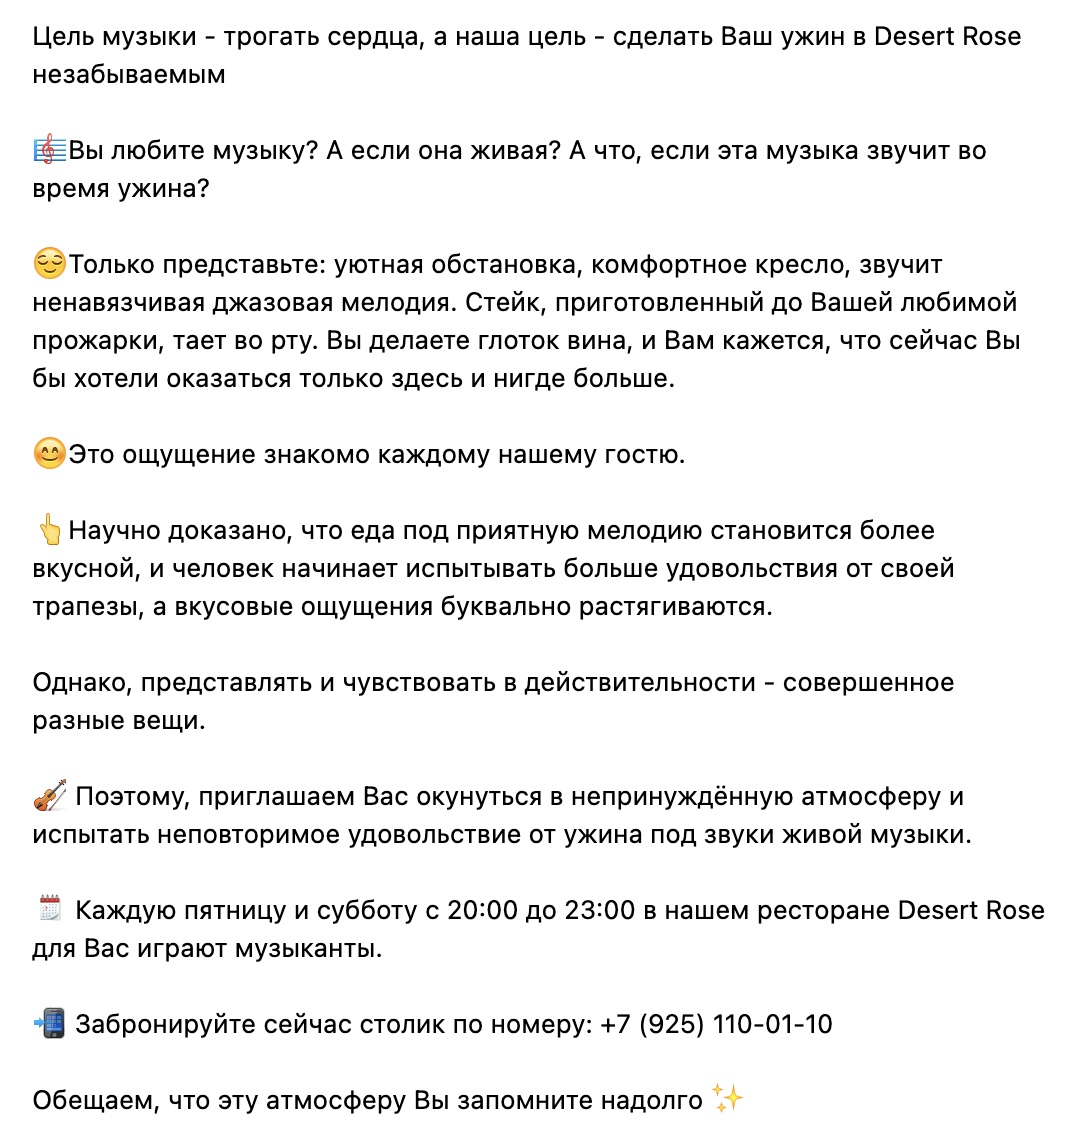 Цель музыки - трогать сердца, а наша цель - сделать Ваш ужин в Desert Rose
незабываемым
🎼Вы любите музыку? А если она живая? А что, если эта музыка звучит во
время ужина?
😌Только представьте: уютная обстановка, комфортное кресло, звучит
ненавязчивая джазовая мелодия. Стейк, приготовленный до Вашей любимой
прожарки, тает во рту. Вы делаете глоток вина, и Вам кажется, что сейчас Вы
бы хотели оказаться только здесь и нигде больше.
😊Это ощущение знакомо каждому нашему гостю.
👆Научно доказано, что еда под приятную мелодию становится более
вкусной, и человек начинает испытывать больше удовольствия от своей
трапезы, а вкусовые ощущения буквально растягиваются.
Однако, представлять и чувствовать в действительности - совершенное
разные вещи.
🎻 Поэтому, приглашаем Вас окунуться в непринуждённую атмосферу и
испытать неповторимое удовольствие от ужина под звуки живой музыки.
🗓 Каждую пятницу и субботу с 20:00 до 23:00 в нашем ресторане Desert Rose
для Вас играют музыканты.
📲 Забронируйте сейчас столик по номеру: +7 (925) 110-01-10
Обещаем, что эту атмосферу Вы запомните надолго ✨